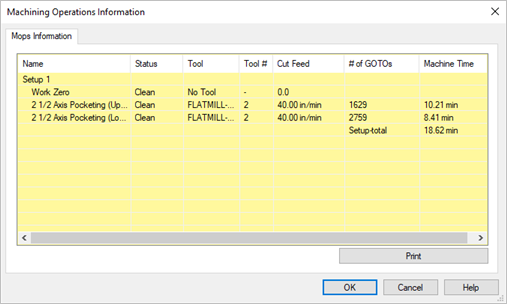 Machining Operations Information
Mops Information
Name Status Tool Tool # Cut Feed # of GOTOs Machine Time
Setup 1
Work Zero Clean No Tool - 0.0
2 1/2 Axis Pocketing (Up... Clean FLATMILL-... 2 40.00 in/min 1629 10.21 min
2 1/2 Axis Pocketing (Lo... Clean FLATMILL-... 2 40.00 in/min 2759 8.41 min
Setup-total 18.62 min
Print
OK Cancel Help